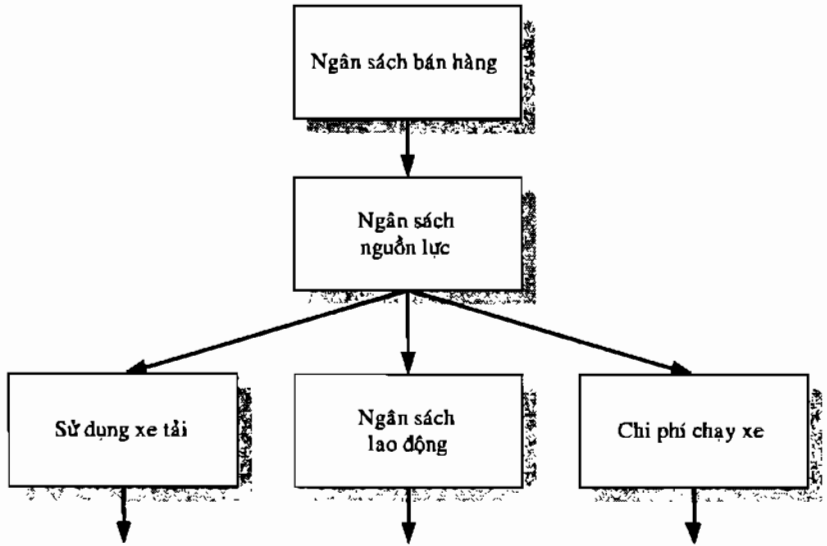 Ngân sách bán hàng
Ngân sách
nguồn lực
Sử dụng xe tải
Ngân sách
lao động
Chi phí chạy xe